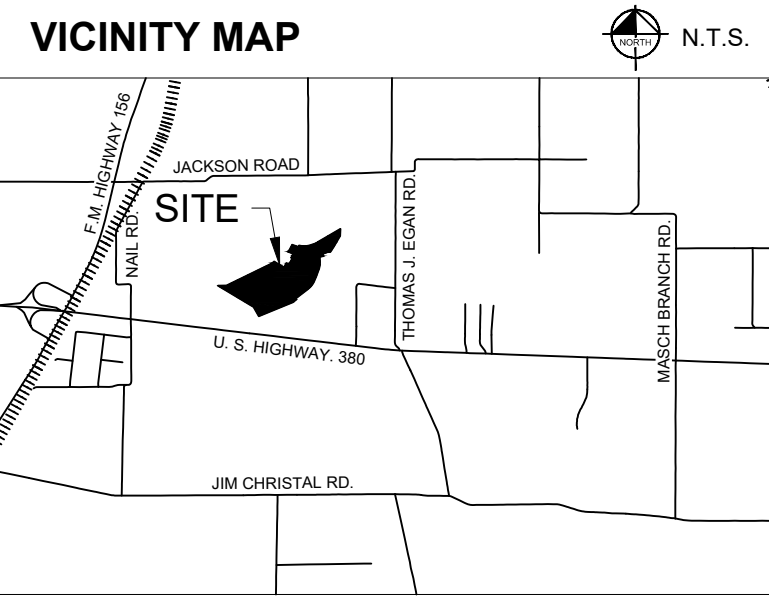 VICINITY MAP
NORTH
N.T.S.
F.M. HIGHWAY 156
JACKSON ROAD
SITE
NAIL RD.
THOMAS J. EGAN RD.
MASCH BRANCH RD.
U. S. HIGHWAY. 380
JIM CHRISTAL RD.